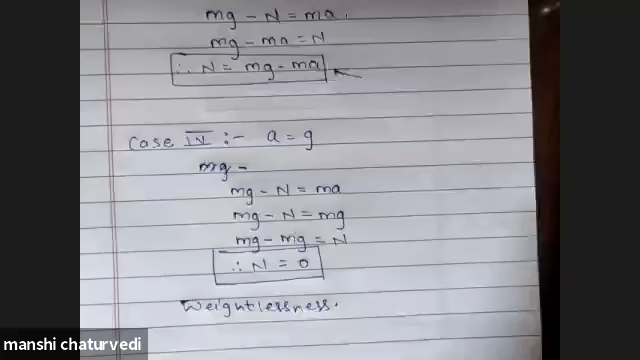 mg - N = ma.
mg - ma = N
∴ N = mg - ma
Case IV :- a = g
mg -
mg - N = ma
mg - N = mg
mg - mg = N
∴ N = 0
Weightlessness.
manshi chaturvedi